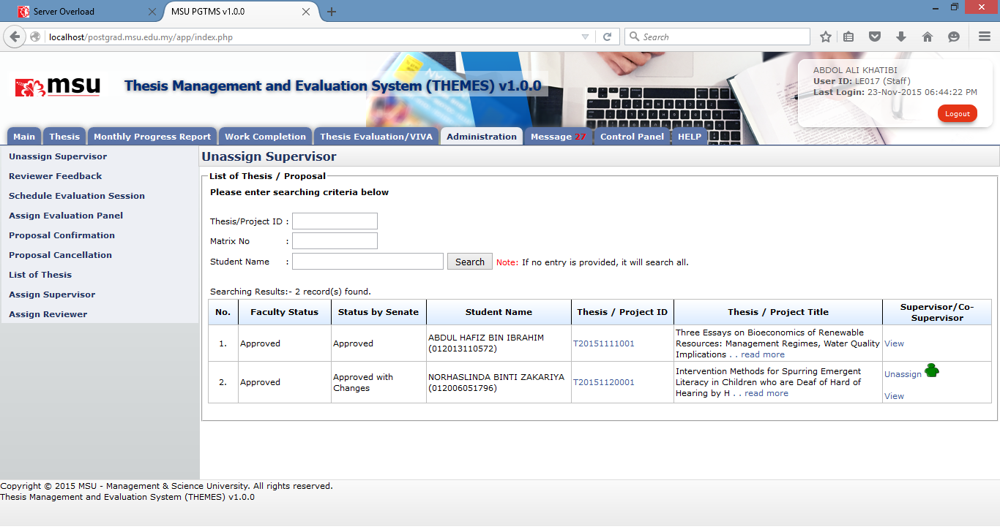 Server Overload
MSU PGTMS v1.0.0
localhost/postgrad.msu.edu.my/app/index.php
Search
msu
Thesis Management and Evaluation System (THEMES) v1.0.0
ABDOL ALI KHATIBI
User ID: LE017 (Staff)
Last Login: 23-Nov-2015 06:44:22 PM
Logout
Main Thesis Monthly Progress Report Work Completion Thesis Evaluation/VIVA Administration Message 27 Control Panel HELP
Unassign Supervisor
Reviewer Feedback
Schedule Evaluation Session
Assign Evaluation Panel
Proposal Confirmation
Proposal Cancellation
List of Thesis
Assign Supervisor
Assign Reviewer
Unassign Supervisor
List of Thesis / Proposal
Please enter searching criteria below
Thesis/Project ID :
Matrix No :
Student Name : Search Note: If no entry is provided, it will search all.
Searching Results:- 2 record(s) found.
No. Faculty Status Status by Senate Student Name Thesis / Project ID Thesis / Project Title Supervisor/Co-
Supervisor
1. Approved Approved
ABDUL HAFIZ BIN IBRAHIM
(012013110572)
T20151111001
Three Essays on Bioeconomics of Renewable
Resources: Management Regimes, Water Quality
Implications . . read more
View
2. Approved
Approved with
Changes
NORHASLINDA BINTI ZAKARIYA
(012006051796)
T20151120001
Intervention Methods for Spurring Emergent
Literacy in Children who are Deaf of Hard of
Hearing by H . . read more
Unassign
View
Copyright © 2015 MSU - Management & Science University. All rights reserved.
Thesis Management and Evaluation System (THEMES) v1.0.0